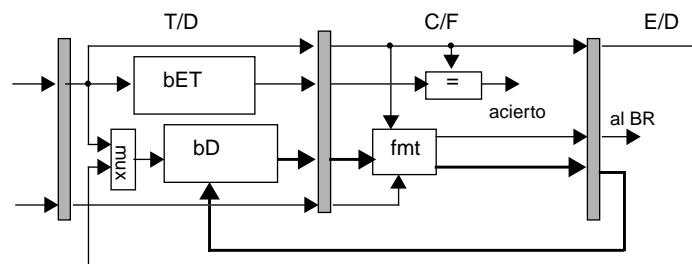 T/D C/F E/D
bET
=
acierto
al BR
mux
bD
fmt